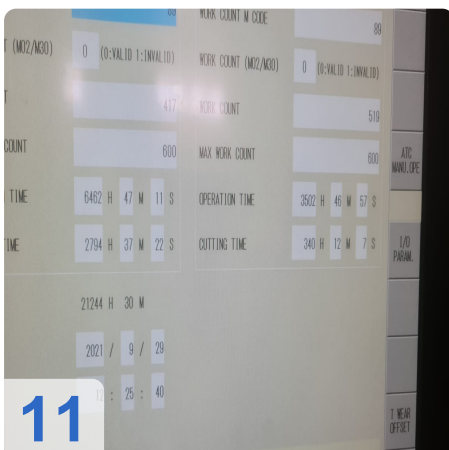 WORK COUNT M CODE
89
(M02/M30) 0 (0:VALID 1:INVALID)
WORK COUNT (M02/M30) 0 (0:VALID 1:INVALID)
417
WORK COUNT 519
COUNT 600
MAX WORK COUNT 600
ATC
MANU.OPE
TIME 6462 H 47 M 11 S
OPERATION TIME 3502 H 46 M 57 S
TIME 2794 H 37 M 22 S
CUTTING TIME 340 H 12 M 7 S
I/O
PARAM.
21244 H 30 M
2021 / 9 / 29
: 25 : 40
T WEAR
OFFSET
11